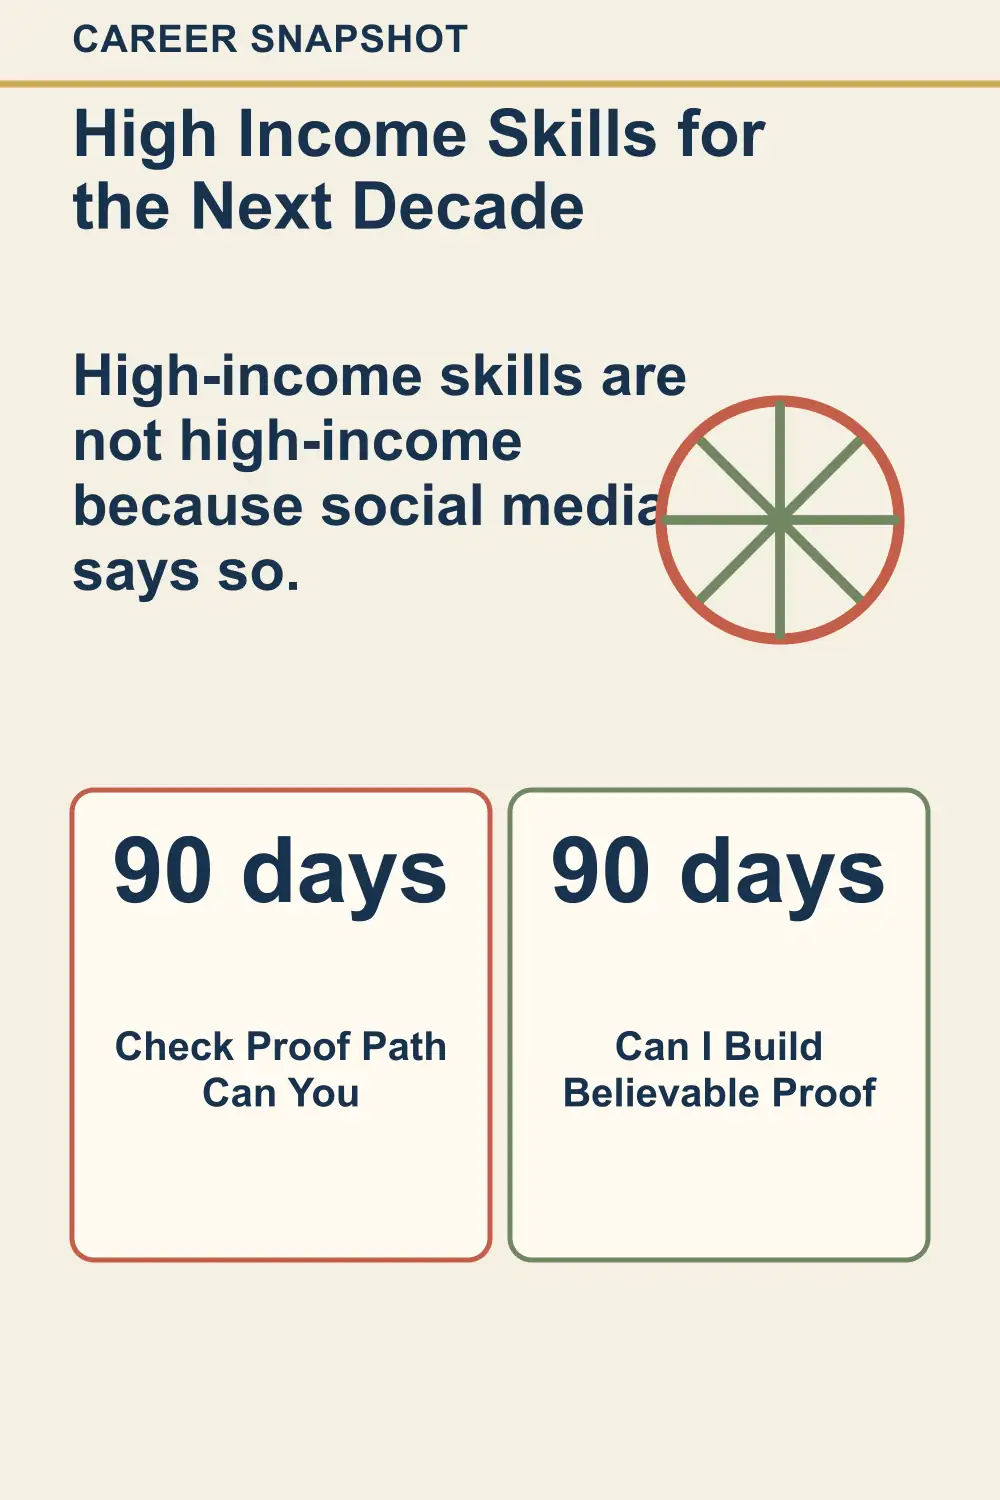 CAREER SNAPSHOT
High Income Skills for
the Next Decade
High-income skills are
not high-income
because social media
says so.
90 days
Check Proof Path
Can You
90 days
Can I Build
Believable Proof